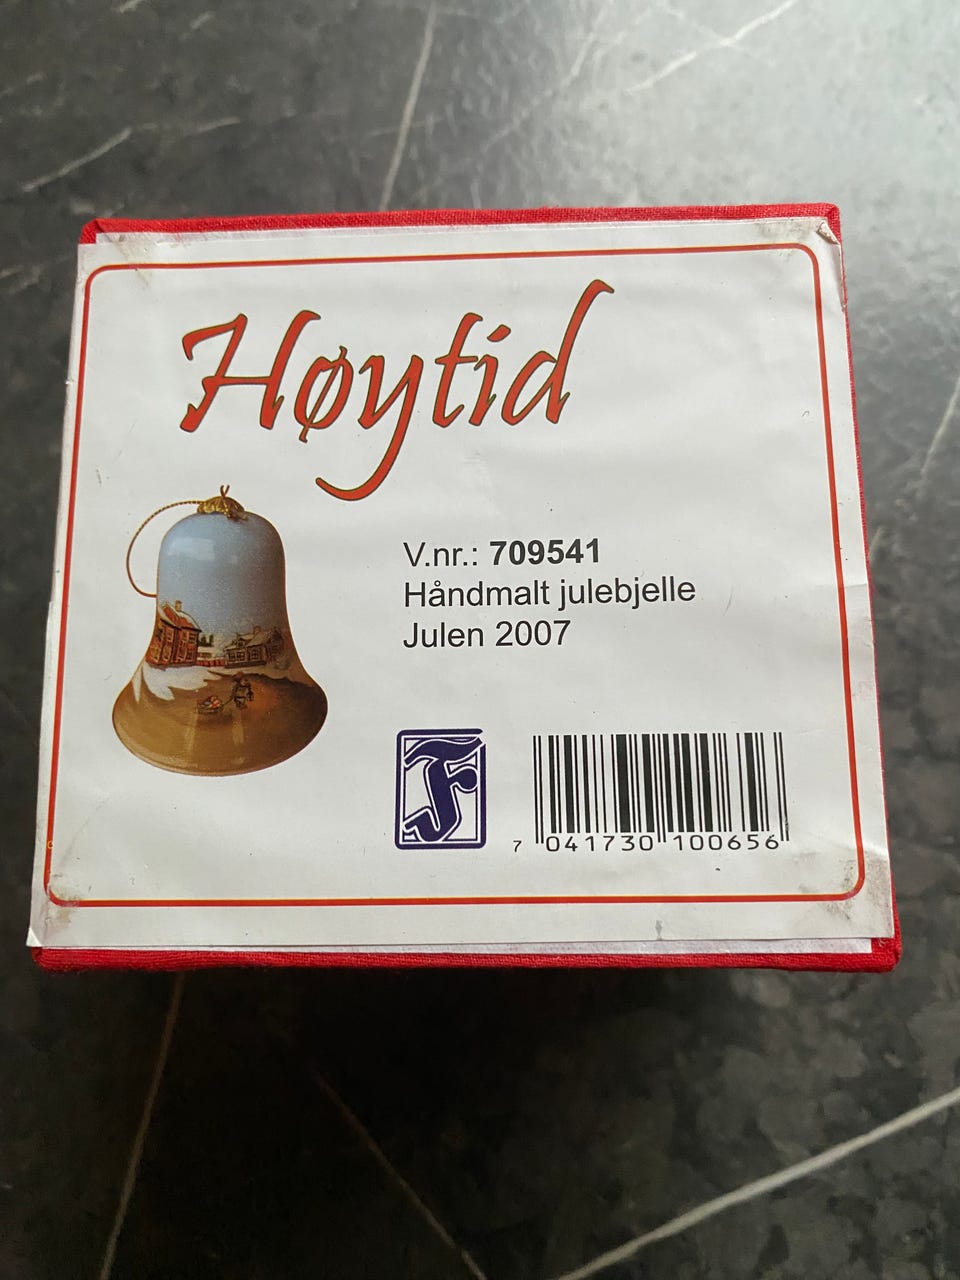 Høytid
V.nr.: 709541
Håndmalt julebjelle
Julen 2007
F
7 041730 100656